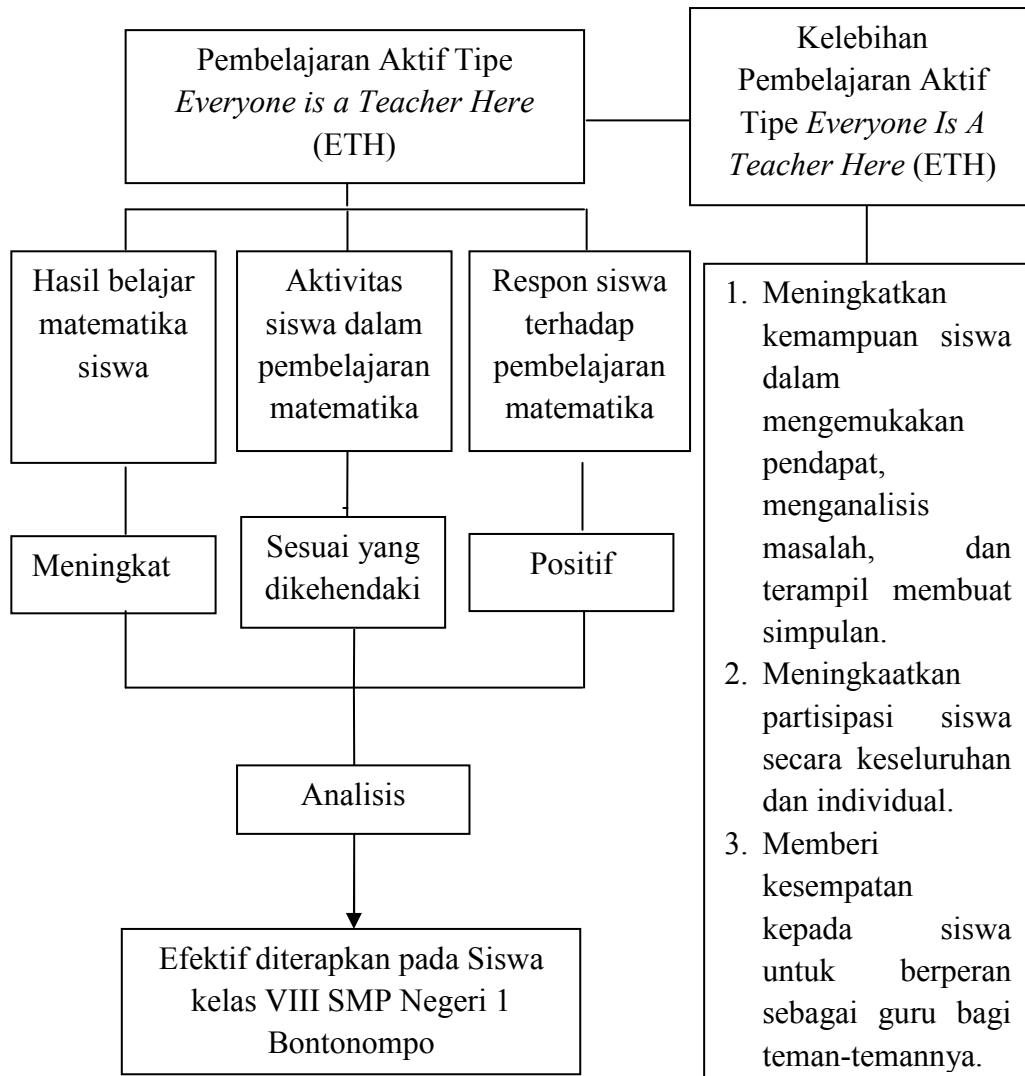 Pembelajaran Aktif Tipe
Everyone is a Teacher Here
(ETH)
Kelebihan
Pembelajaran Aktif
Tipe Everyone Is A
Teacher Here (ETH)
Hasil belajar
matematika
siswa
Aktivitas
siswa dalam
pembelajaran
matematika
Respon siswa
terhadap
pembelajaran
matematika
Meningkat
Sesuai yang
dikehendaki
Positif
Analisis
Efektif diterapkan pada Siswa
kelas VIII SMP Negeri 1
Bontonompo
1. Meningkatkan
kemampuan siswa
dalam
mengemukakan
pendapat,
menganalisis
masalah, dan
terampil membuat
simpulan.
2. Meningkaatkan
partisipasi siswa
secara keseluruhan
dan individual.
3. Memberi
kesempatan
kepada siswa
untuk berperan
sebagai guru bagi
teman-temannya.